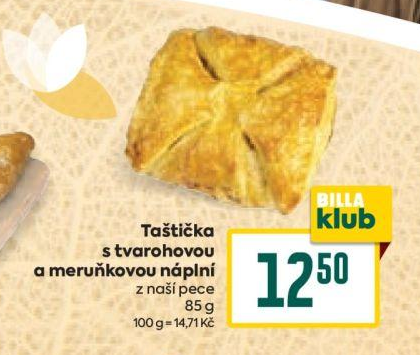 Taštička
s tvarohovou
a meruňkovou náplní
z naší pece
85 g
100 g = 14,71 Kč
BILLA
klub
12 50